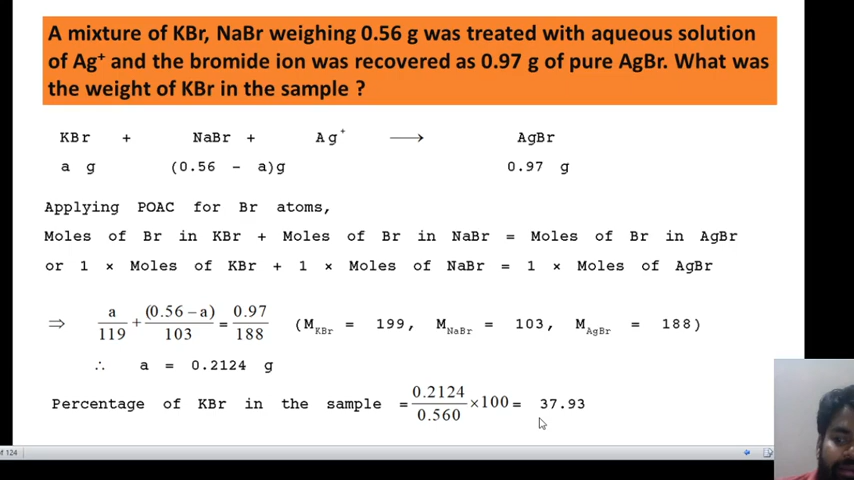 A mixture of KBr, NaBr weighing 0.56 g was treated with aqueous solution
of Ag⁺ and the bromide ion was recovered as 0.97 g of pure AgBr. What was
the weight of KBr in the sample ?
KBr + NaBr + Ag⁺ ⟶ AgBr
a g (0.56 - a)g 0.97 g
Applying POAC for Br atoms,
Moles of Br in KBr + Moles of Br in NaBr = Moles of Br in AgBr
or 1 × Moles of KBr + 1 × Moles of NaBr = 1 × Moles of AgBr
⇒ a/119 + (0.56 – a)/103 = 0.97/188 (M_KBr = 199, M_NaBr = 103, M_AgBr = 188)
∴ a = 0.2124 g
Percentage of KBr in the sample = 0.2124/0.560 ×100 = 37.93
of 124